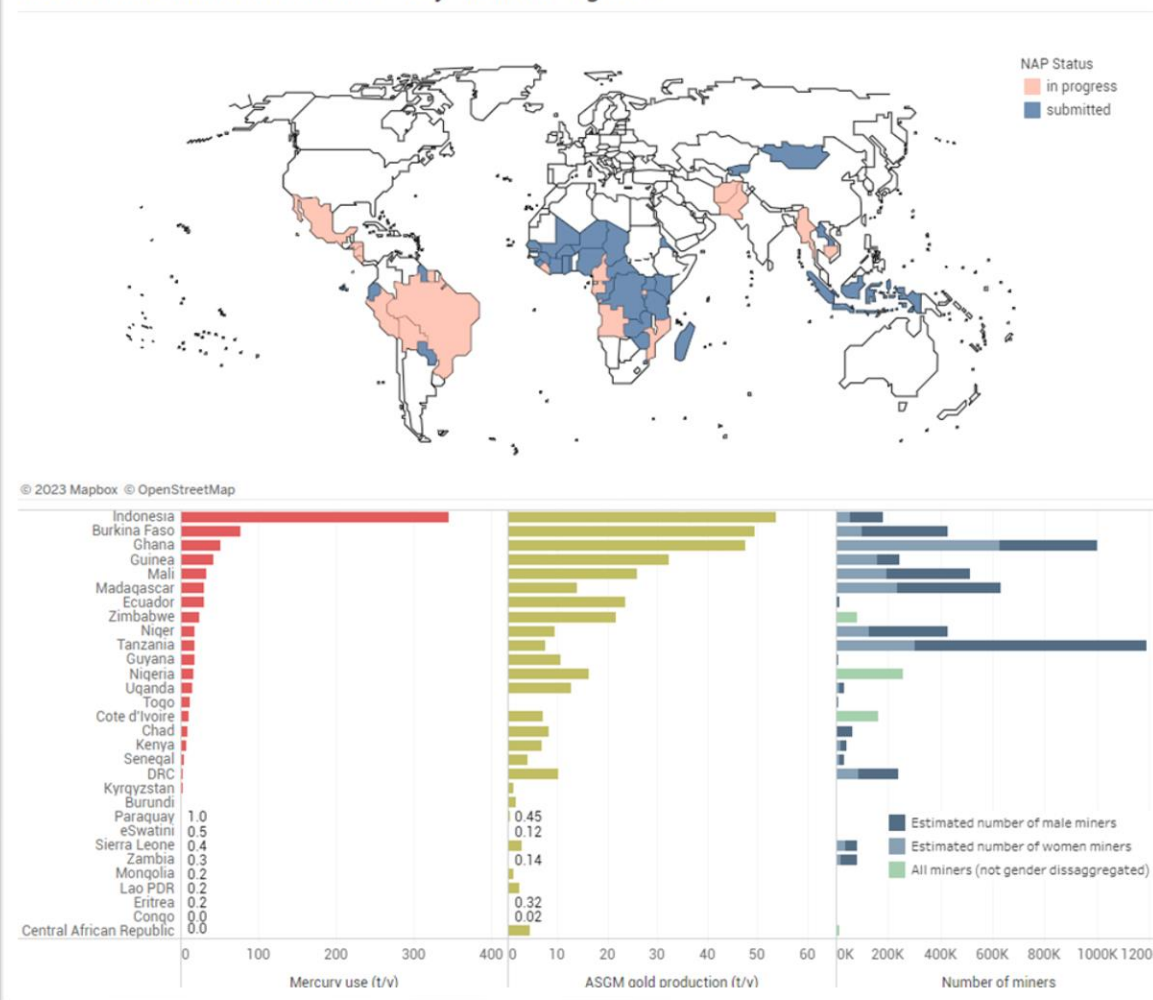 NAP Status
in progress
submitted
© 2023 Mapbox © OpenStreetMap
Indonesia
Burkina Faso
Ghana
Guinea
Mali
Madagascar
Ecuador
Zimbabwe
Niger
Tanzania
Guyana
Nigeria
Uganda
Togo
Cote d'Ivoire
Chad
Kenya
Senegal
DRC
Kyrgyzstan
Burundi
Paraguay 1.0 0.45
eSwatini 0.5 0.12
Sierra Leone 0.4
Zambia 0.3 0.14
Mongolia 0.2
Lao PDR 0.2
Eritrea 0.2 0.32
Congo 0.0 0.02
Central African Republic 0.0
Estimated number of male miners
Estimated number of women miners
All miners (not gender dissaggregated)
0 100 200 300 400 0 10 20 30 40 50 60 0K 200K 400K 600K 800K 1000K 1200
Mercury use (t/y) ASGM gold production (t/y) Number of miners